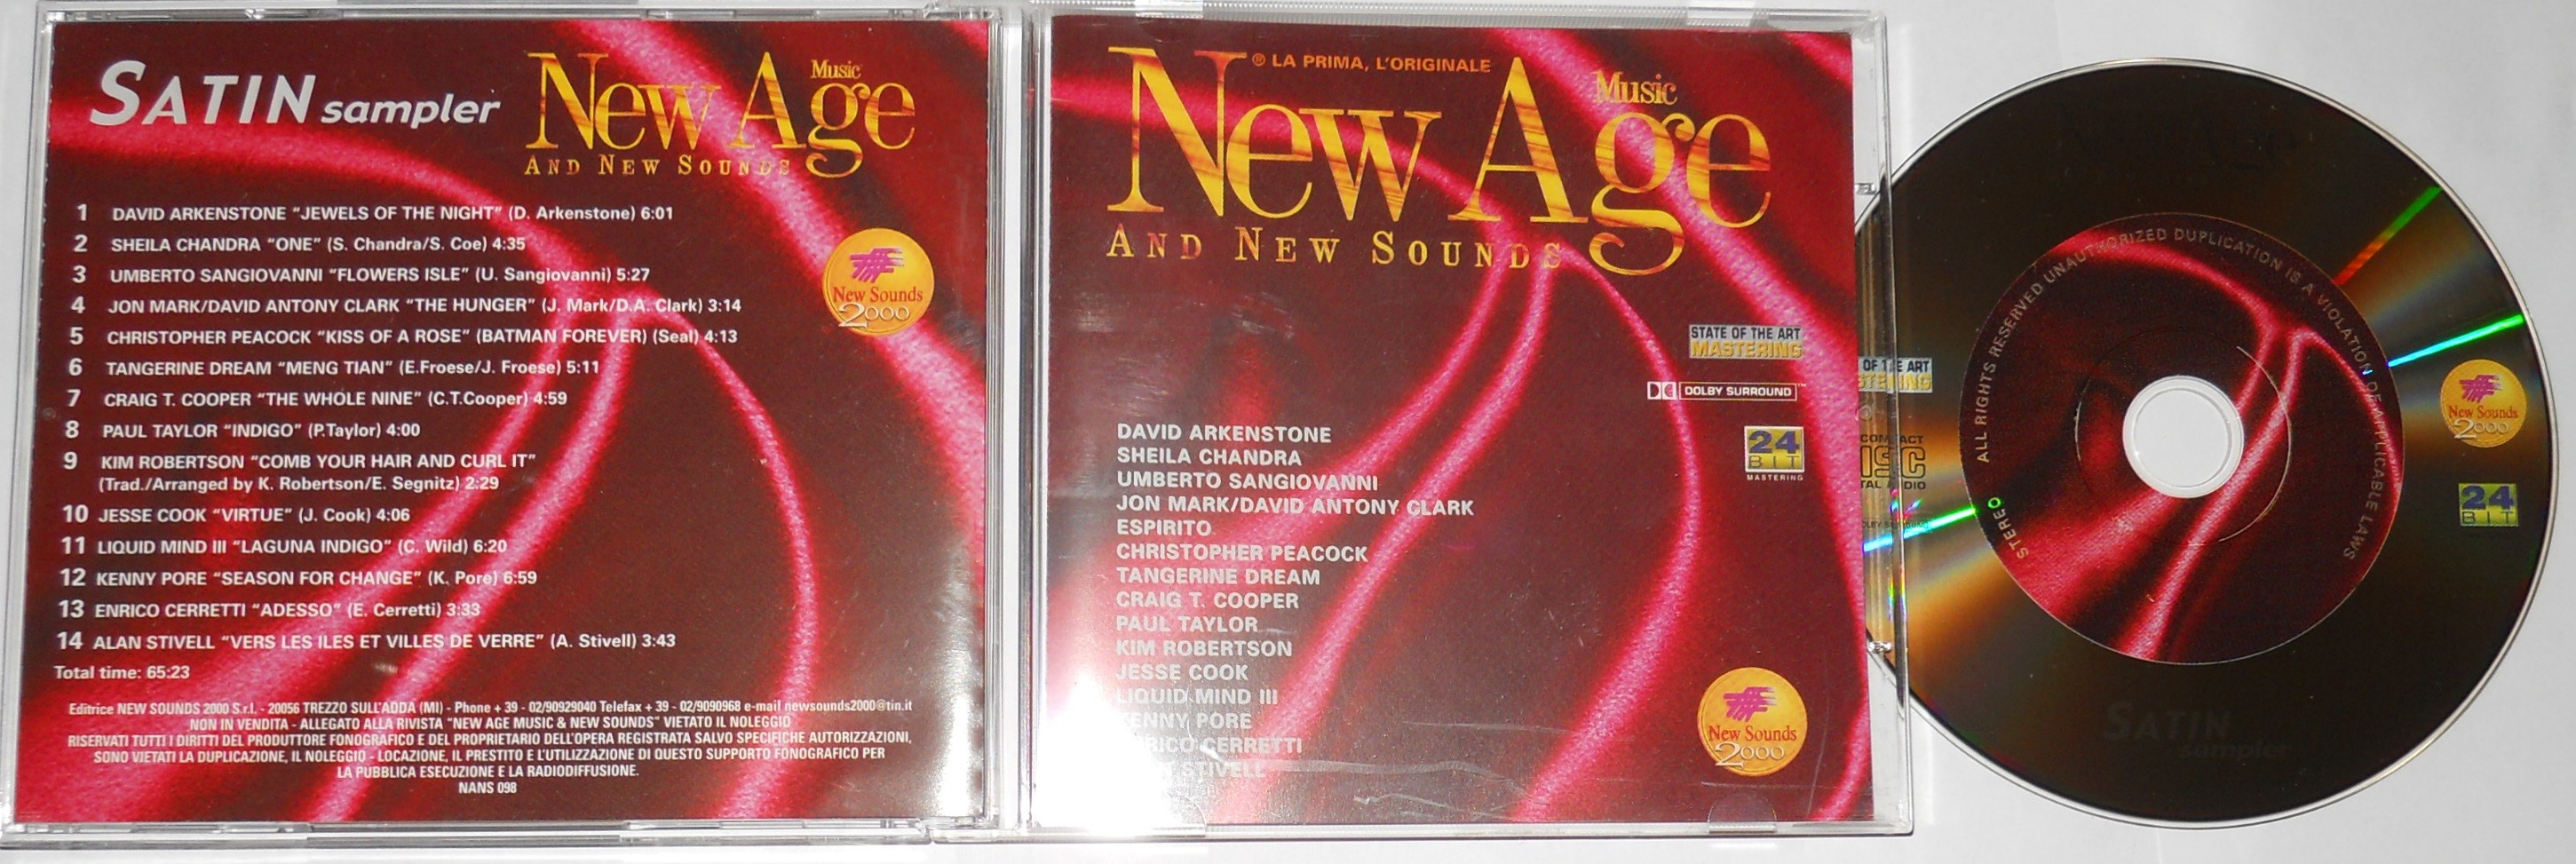 SATIN sampler
New Age Music
AND NEW SOUNDS
1 DAVID ARKENSTONE "JEWELS OF THE NIGHT" (D. Arkenstone) 6:01
2 SHEILA CHANDRA "ONE" (S. Chandra/S. Coe) 4:35
3 UMBERTO SANGIOVANNI "FLOWERS ISLE" (U. Sangiovanni) 5:27
4 JON MARK/DAVID ANTONY CLARK "THE HUNGER" (J. Mark/D.A. Clark) 3:14
5 CHRISTOPHER PEACOCK "KISS OF A ROSE" (BATMAN FOREVER) (Seal) 4:13
6 TANGERINE DREAM "MENG TIAN" (E.Froese/J. Froese) 5:11
7 CRAIG T. COOPER "THE WHOLE NINE" (C.T.Cooper) 4:59
8 PAUL TAYLOR "INDIGO" (P.Taylor) 4:00
9 KIM ROBERTSON "COMB YOUR HAIR AND CURL IT"
(Trad./Arranged by K. Robertson/E. Segnitz) 2:29
10 JESSE COOK "VIRTUE" (J. Cook) 4:06
11 LIQUID MIND III "LAGUNA INDIGO" (C. Wild) 6:20
12 KENNY PORE "SEASON FOR CHANGE" (K. Pore) 6:59
13 ENRICO CERRETTI "ADESSO" (E. Cerretti) 3:33
14 ALAN STIVELL "VERS LES ILES ET VILLES DE VERRE" (A. Stivell) 3:43
Total time: 65:23
New Sounds
2000
Editrice NEW SOUNDS 2000 S.r.l. - 20056 TREZZO SULL'ADDA (MI) - Phone + 39 - 02/90929040 Telefax + 39 - 02/9090968 e-mail newsounds2000@tin.it
NON IN VENDITA - ALLEGATO ALLA RIVISTA "NEW AGE MUSIC & NEW SOUNDS" VIETATO IL NOLEGGIO
RISERVATI TUTTI I DIRITTI DEL PRODUTTORE FONOGRAFICO E DEL PROPRIETARIO DELL'OPERA REGISTRATA SALVO SPECIFICHE AUTORIZZAZIONI,
SONO VIETATI LA DUPLICAZIONE, IL NOLEGGIO - LOCAZIONE, IL PRESTITO E L'UTILIZZAZIONE DI QUESTO SUPPORTO FONOGRAFICO PER
LA PUBBLICA ESECUZIONE E LA RADIODIFFUSIONE.
NANS 098
® LA PRIMA, L'ORIGINALE
New Age Music
AND NEW SOUNDS
STATE OF THE ART
MASTERING
DOLBY SURROUND™
24
BIT
MASTERING
DAVID ARKENSTONE
SHEILA CHANDRA
UMBERTO SANGIOVANNI
JON MARK/DAVID ANTONY CLARK
ESPIRITO
CHRISTOPHER PEACOCK
TANGERINE DREAM
CRAIG T. COOPER
PAUL TAYLOR
KIM ROBERTSON
JESSE COOK
LIQUID MIND III
KENNY PORE
RICO CERRETTI
STIVELL
New Sounds
2000
OF THE ART
STERING
COMPACT
ISC
TAL AUDIO
STEREO ALL RIGHTS RESERVED UNAUTHORIZED DUPLICATION IS A VIOLATION OF APPLICABLE LAWS
New Sounds
2000
24
BIT
SATIN
sampler